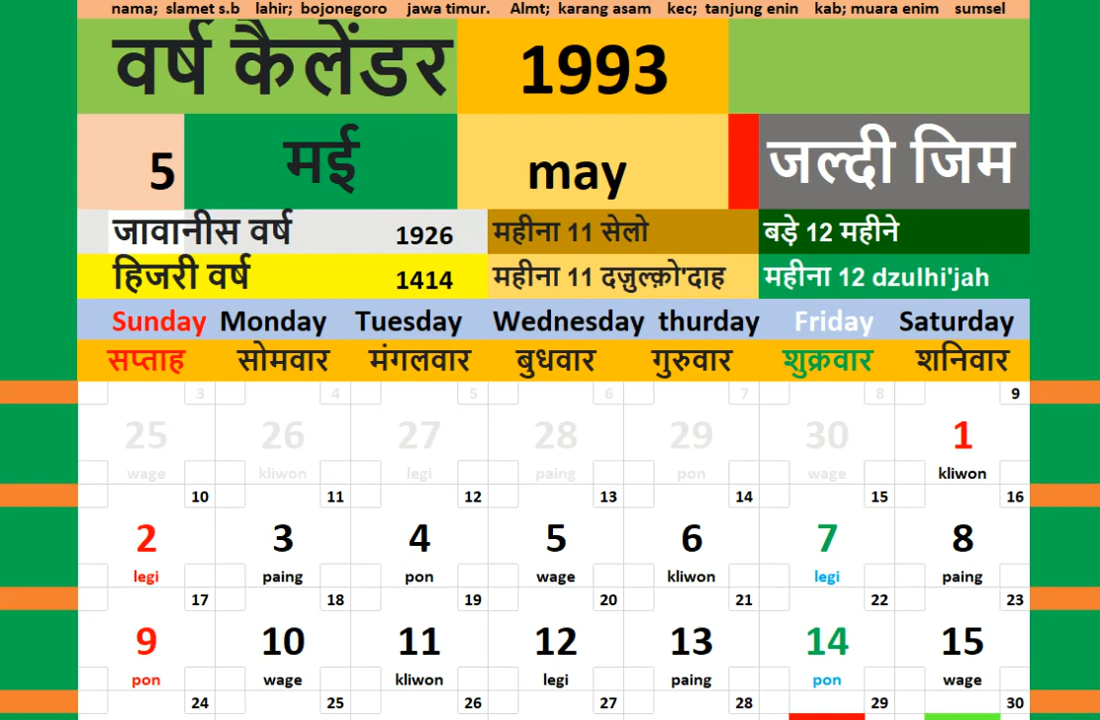 nama; slamet s.b lahir; bojonegoro jawa timur. Almt; karang asam kec; tanjung enin kab; muara enim sumsel
वर्ष कैलेंडर 1993
5 मई may जल्दी जिम
जावानीस वर्ष 1926 महीना 11 सेलो बड़े 12 महीने
हिजरी वर्ष 1414 महीना 11 दज़ुल्क़ो'दाह महीना 12 dzulhi'jah
Sunday Monday Tuesday Wednesday thurday Friday Saturday
सप्ताह सोमवार मंगलवार बुधवार गुरुवार शुक्रवार शनिवार
3 4 5 6 7 8 9
25 26 27 28 29 30 1
wage kliwon legi paing pon wage kliwon
10 11 12 13 14 15 16
2 3 4 5 6 7 8
legi paing pon wage kliwon legi paing
17 18 19 20 21 22 23
9 10 11 12 13 14 15
pon wage kliwon legi paing pon wage
24 25 26 27 28 29 30